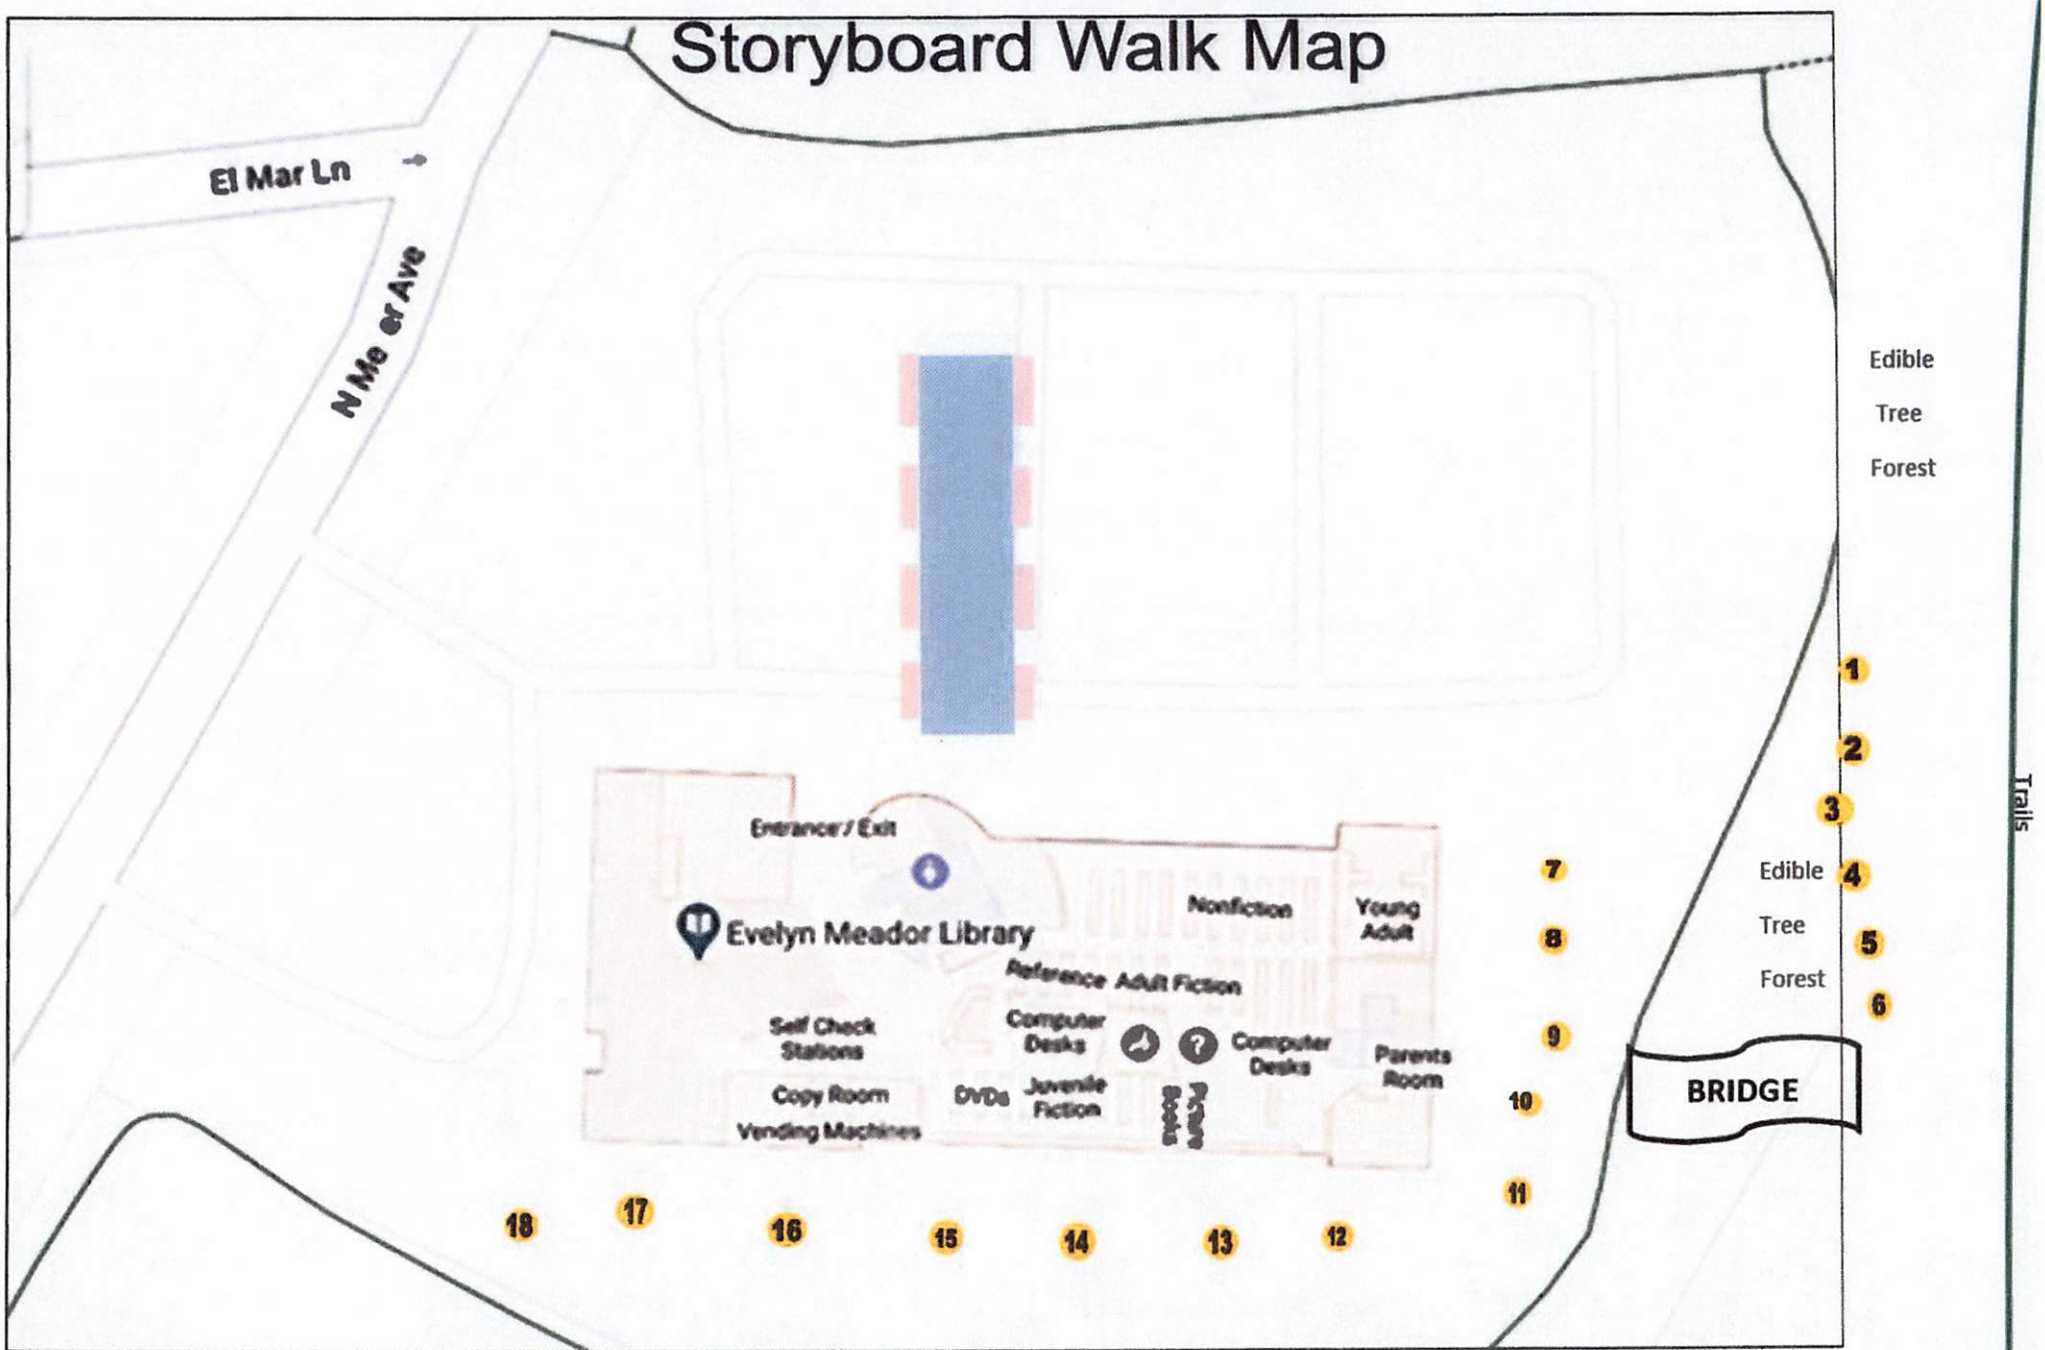 Storyboard Walk Map
El Mar Ln
N Me er Ave
Edible
Tree
Forest
1
2
3
Trails
Entrance / Exit
7
Edible
4
Nonfiction
Young
Adult
Evelyn Meador Library
8
Tree
5
Reference
Adult Fiction
Forest
6
Self Check
Stations
Computer
Desks
?
Computer
Desks
Parents
Room
9
BRIDGE
Copy Room
DVDs
Juvenile
Fiction
Picture
Books
10
Vending Machines
11
18
17
16
15
14
13
12